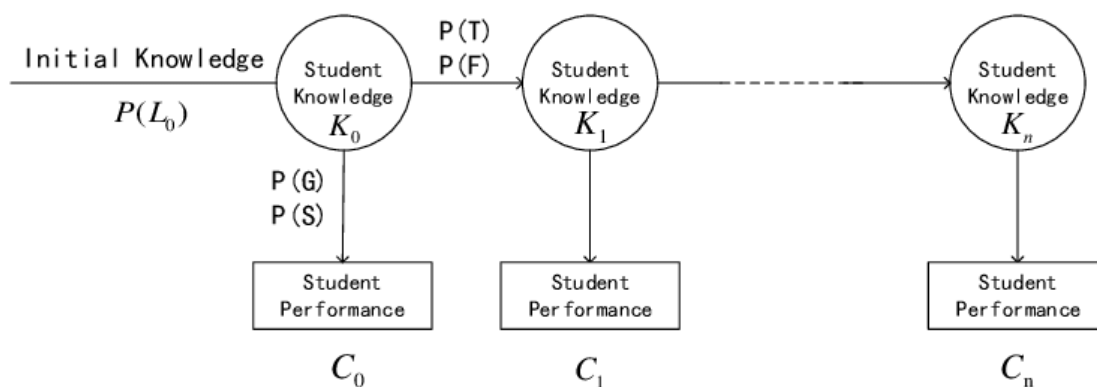 Initial Knowledge
P(L₀)
Student
Knowledge
K₀
P(T)
P(F)
Student
Knowledge
K₁
Student
Knowledge
Kₙ
P(G)
P(S)
Student
Performance
Student
Performance
Student
Performance
C₀
C₁
Cₙ